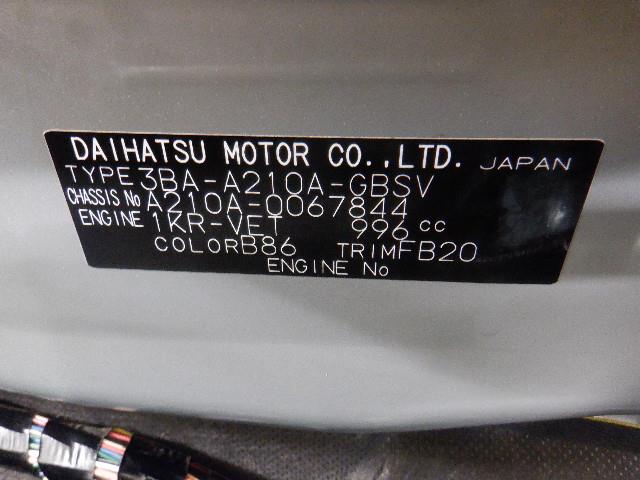 DAIHATSU MOTOR CO.,LTD. JAPAN
TYPE 3BA-A210A-GBSV
CHASSIS No A210A-0067844
ENGINE 1KR-VET 996 cc
COLOR B86 TRIM FB20
ENGINE No